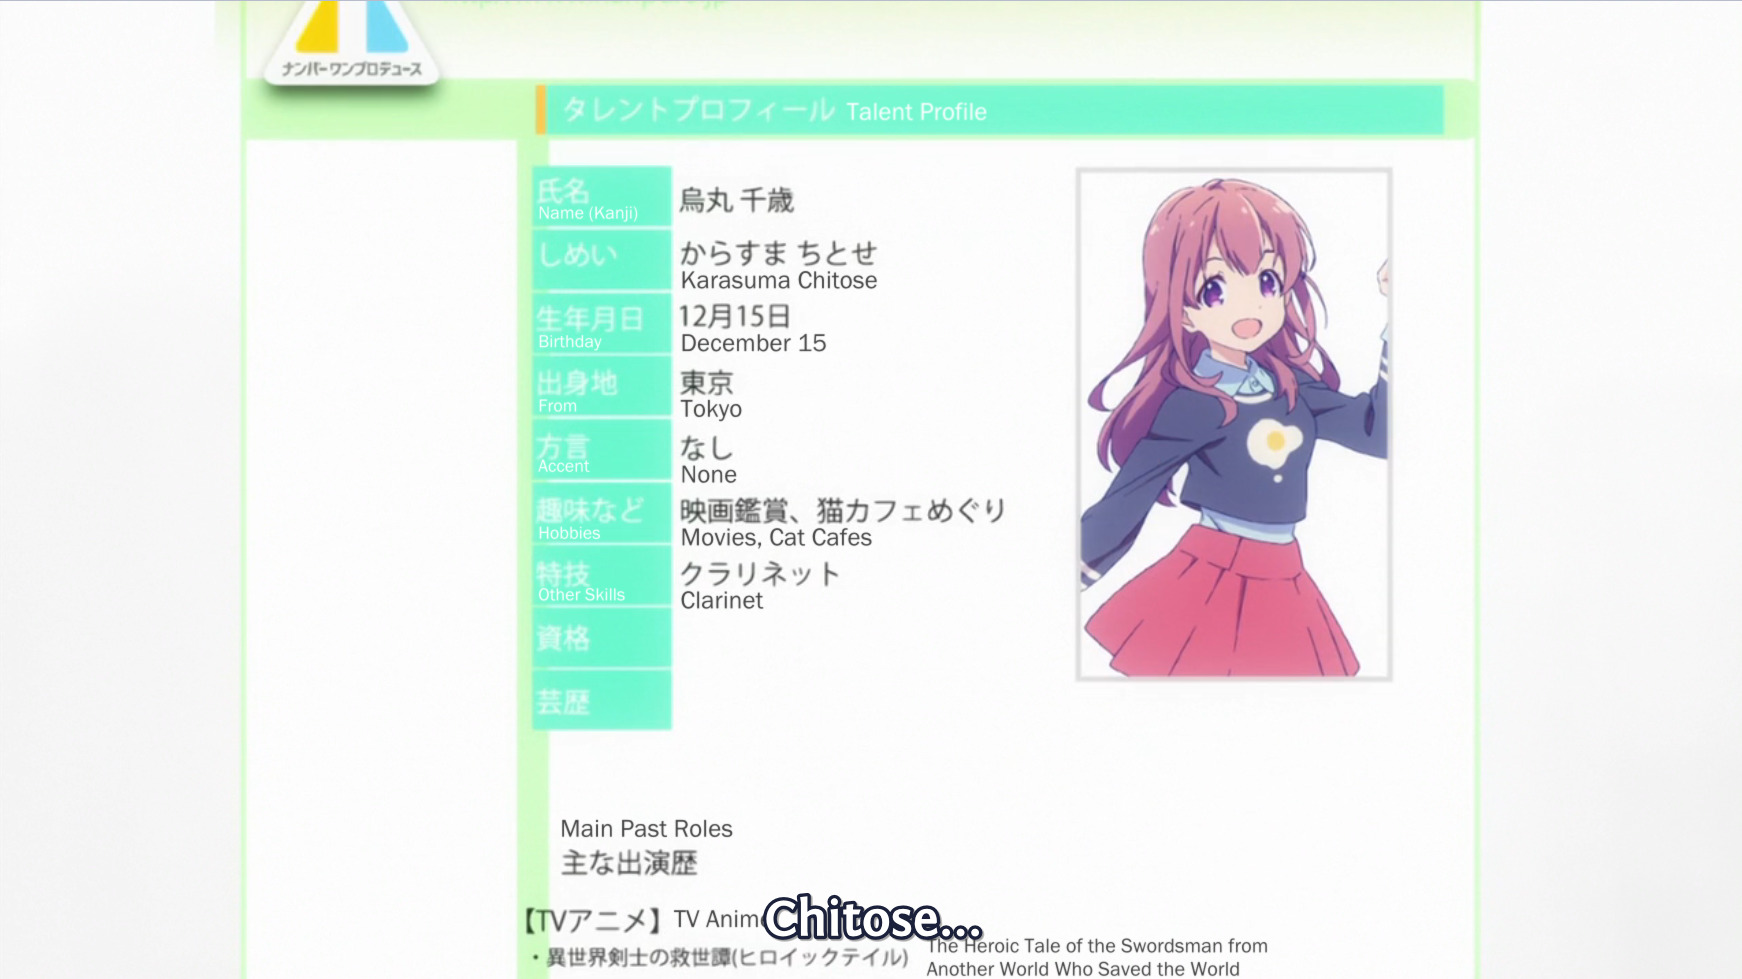 ナンバーワンプロデュース
タレントプロフィール Talent Profile
氏名
Name (Kanji)
烏丸 千歳
しめい
からすま ちとせ
Karasuma Chitose
生年月日
Birthday
12月15日
December 15
出身地
From
東京
Tokyo
方言
Accent
なし
None
趣味など
Hobbies
映画鑑賞、猫カフェめぐり
Movies, Cat Cafes
特技
Other Skills
クラリネット
Clarinet
資格
芸歴
Main Past Roles
主な出演歴
【TVアニメ】 TV Anime
Chitose...
・異世界剣士の救世譚(ヒロイックテイル)
The Heroic Tale of the Swordsman from
Another World Who Saved the World